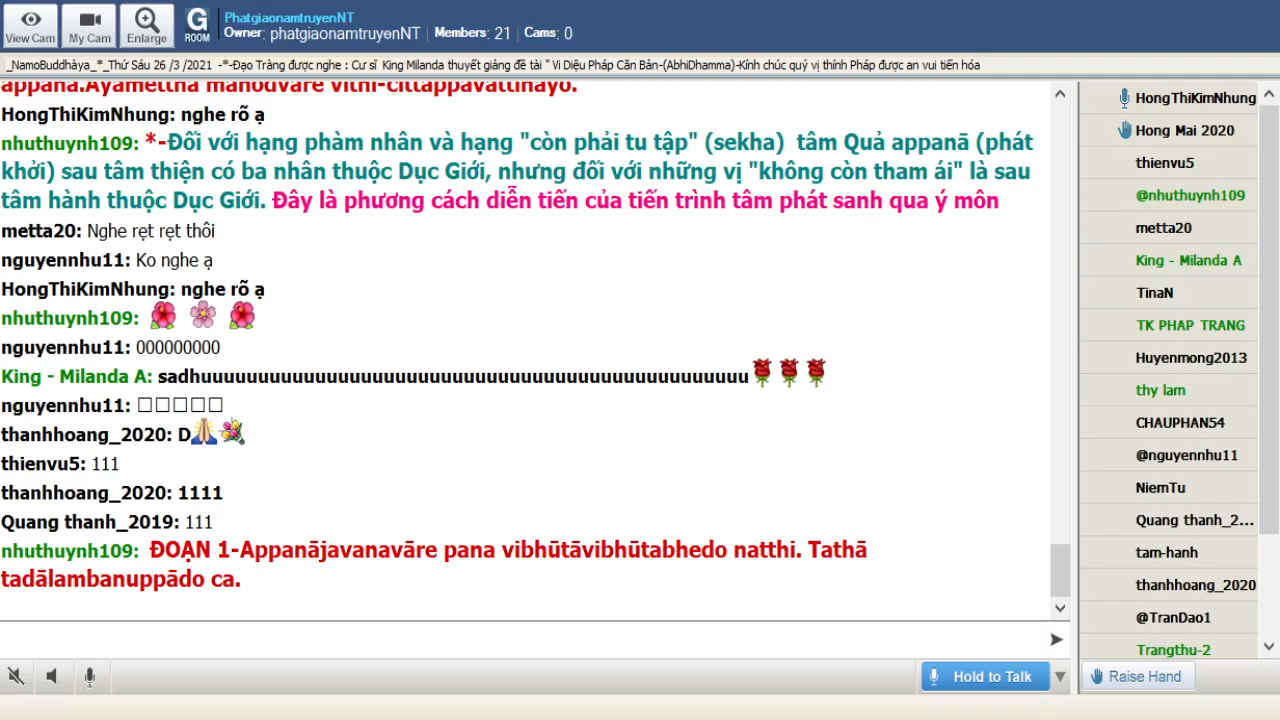 View Cam
My Cam
Enlarge
G
ROOM
PhatgiaonamtruyenNT
Owner: phatgiaonamtruyenNT | Members: 21 | Cams: 0
_NamoBuddhàya_*_Thứ Sáu 26 /3 /2021 -*-Đạo Tràng được nghe : Cư sĩ King Milanda thuyết giảng đề tài " Vi Diệu Pháp Căn Bản-(AbhiDhamma)-Kính chúc quý vị thính Pháp được an vui tiến hóa
appanā.Ayamettha manodvāre vīthi-cittappavattinayo.
HongThiKimNhung: nghe rõ ạ
nhuthuynh109: *-Đối với hạng phàm nhân và hạng "còn phải tu tập" (sekha) tâm Quả appanā (phát
khởi) sau tâm thiện có ba nhân thuộc Dục Giới, nhưng đối với những vị "không còn tham ái" là sau
tâm hành thuộc Dục Giới. Đây là phương cách diễn tiến của tiến trình tâm phát sanh qua ý môn
metta20: Nghe rẹt rẹt thôi
nguyennhu11: Ko nghe ạ
HongThiKimNhung: nghe rõ ạ
nhuthuynh109:
nguyennhu11: 000000000
King - Milanda A: sadhuuuuuuuuuuuuuuuuuuuuuuuuuuuuuuuuuuuuuuuuuuuuuuuu
nguyennhu11:
thanhhoang_2020: D
thienvu5: 111
thanhhoang_2020: 1111
Quang thanh_2019: 111
nhuthuynh109: ĐOẠN 1-Appanājavanavāre pana vibhūtāvibhūtabhedo natthi. Tathā
tadālambanuppādo ca.
Hold to Talk
HongThiKimNhung
Hong Mai 2020
thienvu5
@nhuthuynh109
metta20
King - Milanda A
TinaN
TK PHAP TRANG
Huyenmong2013
thy lam
CHAUPHAN54
@nguyennhu11
NiemTu
Quang thanh_2...
tam-hanh
thanhhoang_2020
@TranDao1
Trangthu-2
Raise Hand